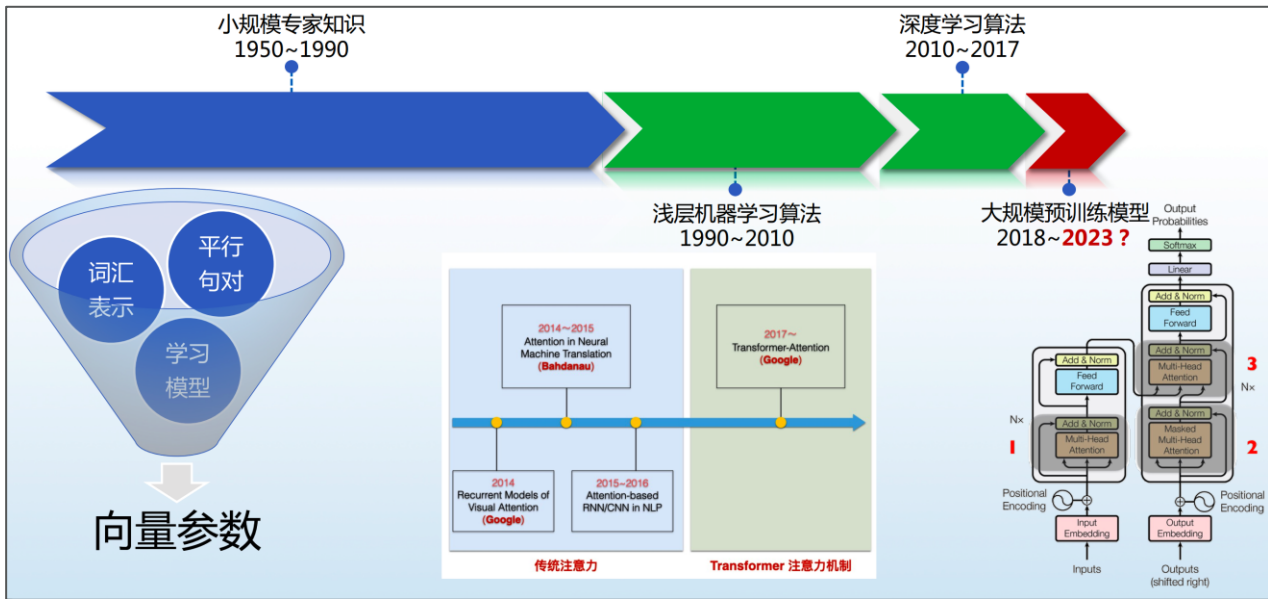 小规模专家知识
1950~1990
深度学习算法
2010~2017
浅层机器学习算法
1990~2010
大规模预训练模型
2018~2023？
词汇
表示
平行
句对
学习
模型
向量参数
2014～2015
Attention in Neural
Machine Translation
(Bahdanau)
2017～
Transformer-Attention
(Google)
2014
Recurrent Models of
Visual Attention
(Google)
2015~2016
Attention-based
RNN/CNN in NLP
传统注意力
Transformer 注意力机制
Output
Probabilities
Softmax
Linear
Add & Norm
Feed
Forward
Add & Norm
Multi-Head
Attention
3
N×
Add & Norm
Masked
Multi-Head
Attention
2
Add & Norm
Feed
Forward
N×
Add & Norm
Multi-Head
Attention
1
Positional
Encoding
Positional
Encoding
Input
Embedding
Output
Embedding
Inputs
Outputs
(shifted right)